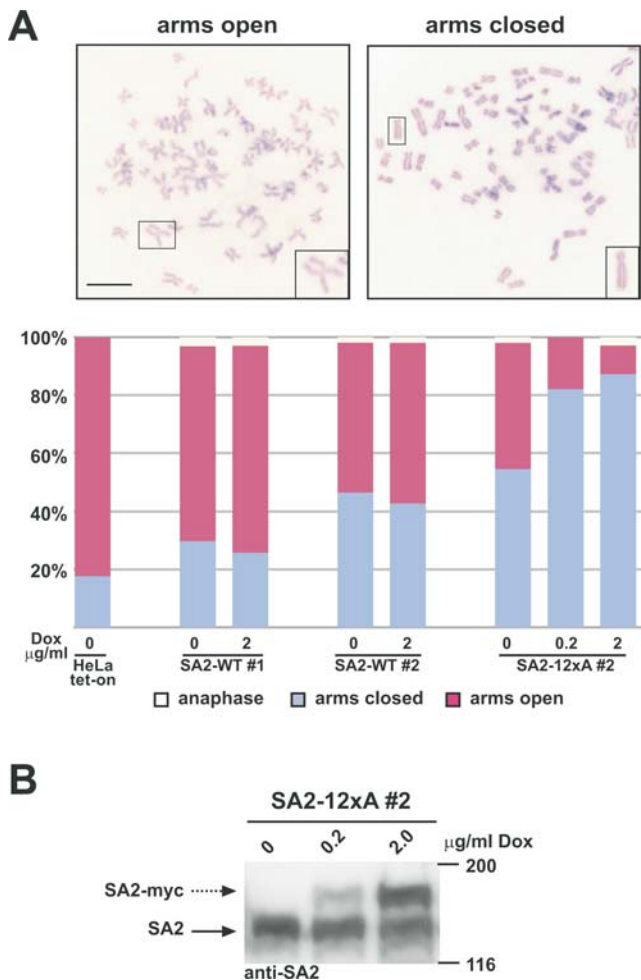 A
arms open arms closed
100%
80%
60%
40%
20%
Dox 0 0 2 0 2 0 0.2 2
µg/ml HeLa SA2-WT #1 SA2-WT #2 SA2-12xA #2
tet-on
anaphase arms closed arms open
B
SA2-12xA #2
0 0.2 2.0 µg/ml Dox
200
SA2-myc
SA2
116
anti-SA2